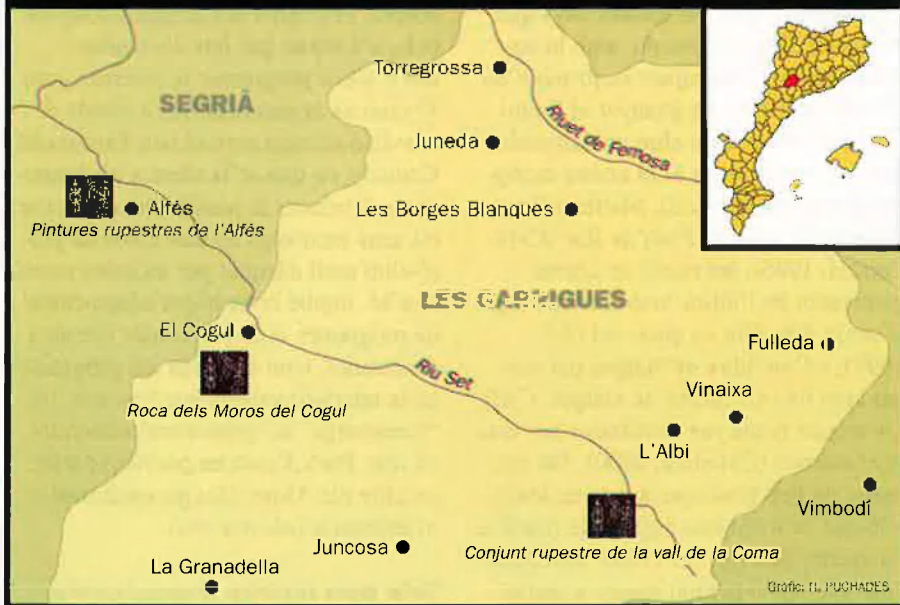 Torregrossa
SEGRIÀ
Riuet de Femosa
Juneda
Alfés
Les Borges Blanques
Pintures rupestres de l'Alfés
LES GARRIGUES
El Cogul
Fulleda
Riu Set
Vinaixa
Roca dels Moros del Cogul
L'Albi
Vimbodí
Juncosa
Conjunt rupestre de la vall de la Coma
La Granadella
Gràfic: H. PUCHADES